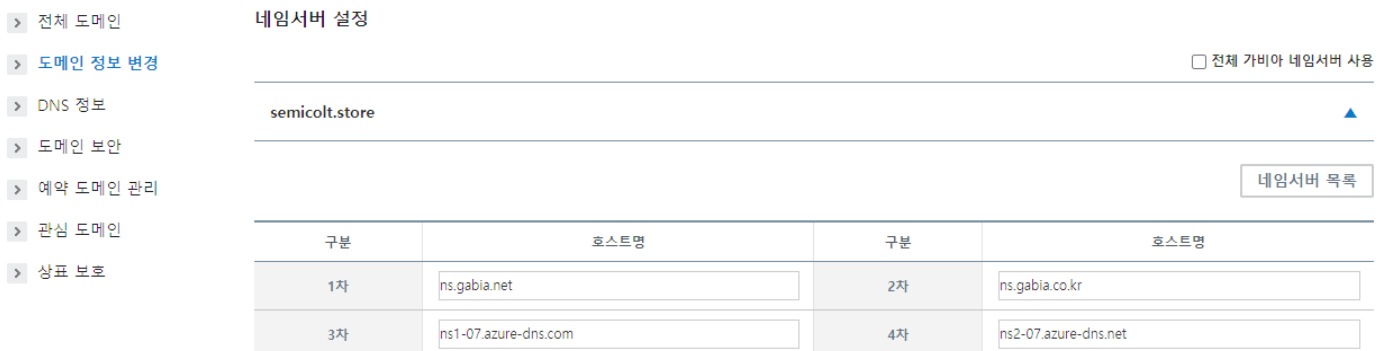 전체 도메인
도메인 정보 변경
DNS 정보
도메인 보안
예약 도메인 관리
관심 도메인
상표 보호
네임서버 설정
전체 가비아 네임서버 사용
semicolt.store
네임서버 목록
구분 호스트명 구분 호스트명
1차 ns.gabia.net 2차 ns.gabia.co.kr
3차 ns1-07.azure-dns.com 4차 ns2-07.azure-dns.net